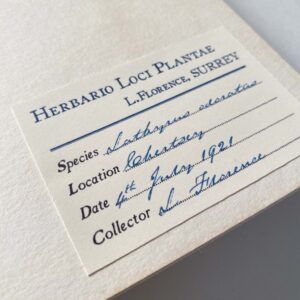 HERBARIO LOCI PLANTAE
L. FLORENCE, SURREY
Species Lathyrus odoratus
Location Chertsey
Date 4th July 1921
Collector L. Florence